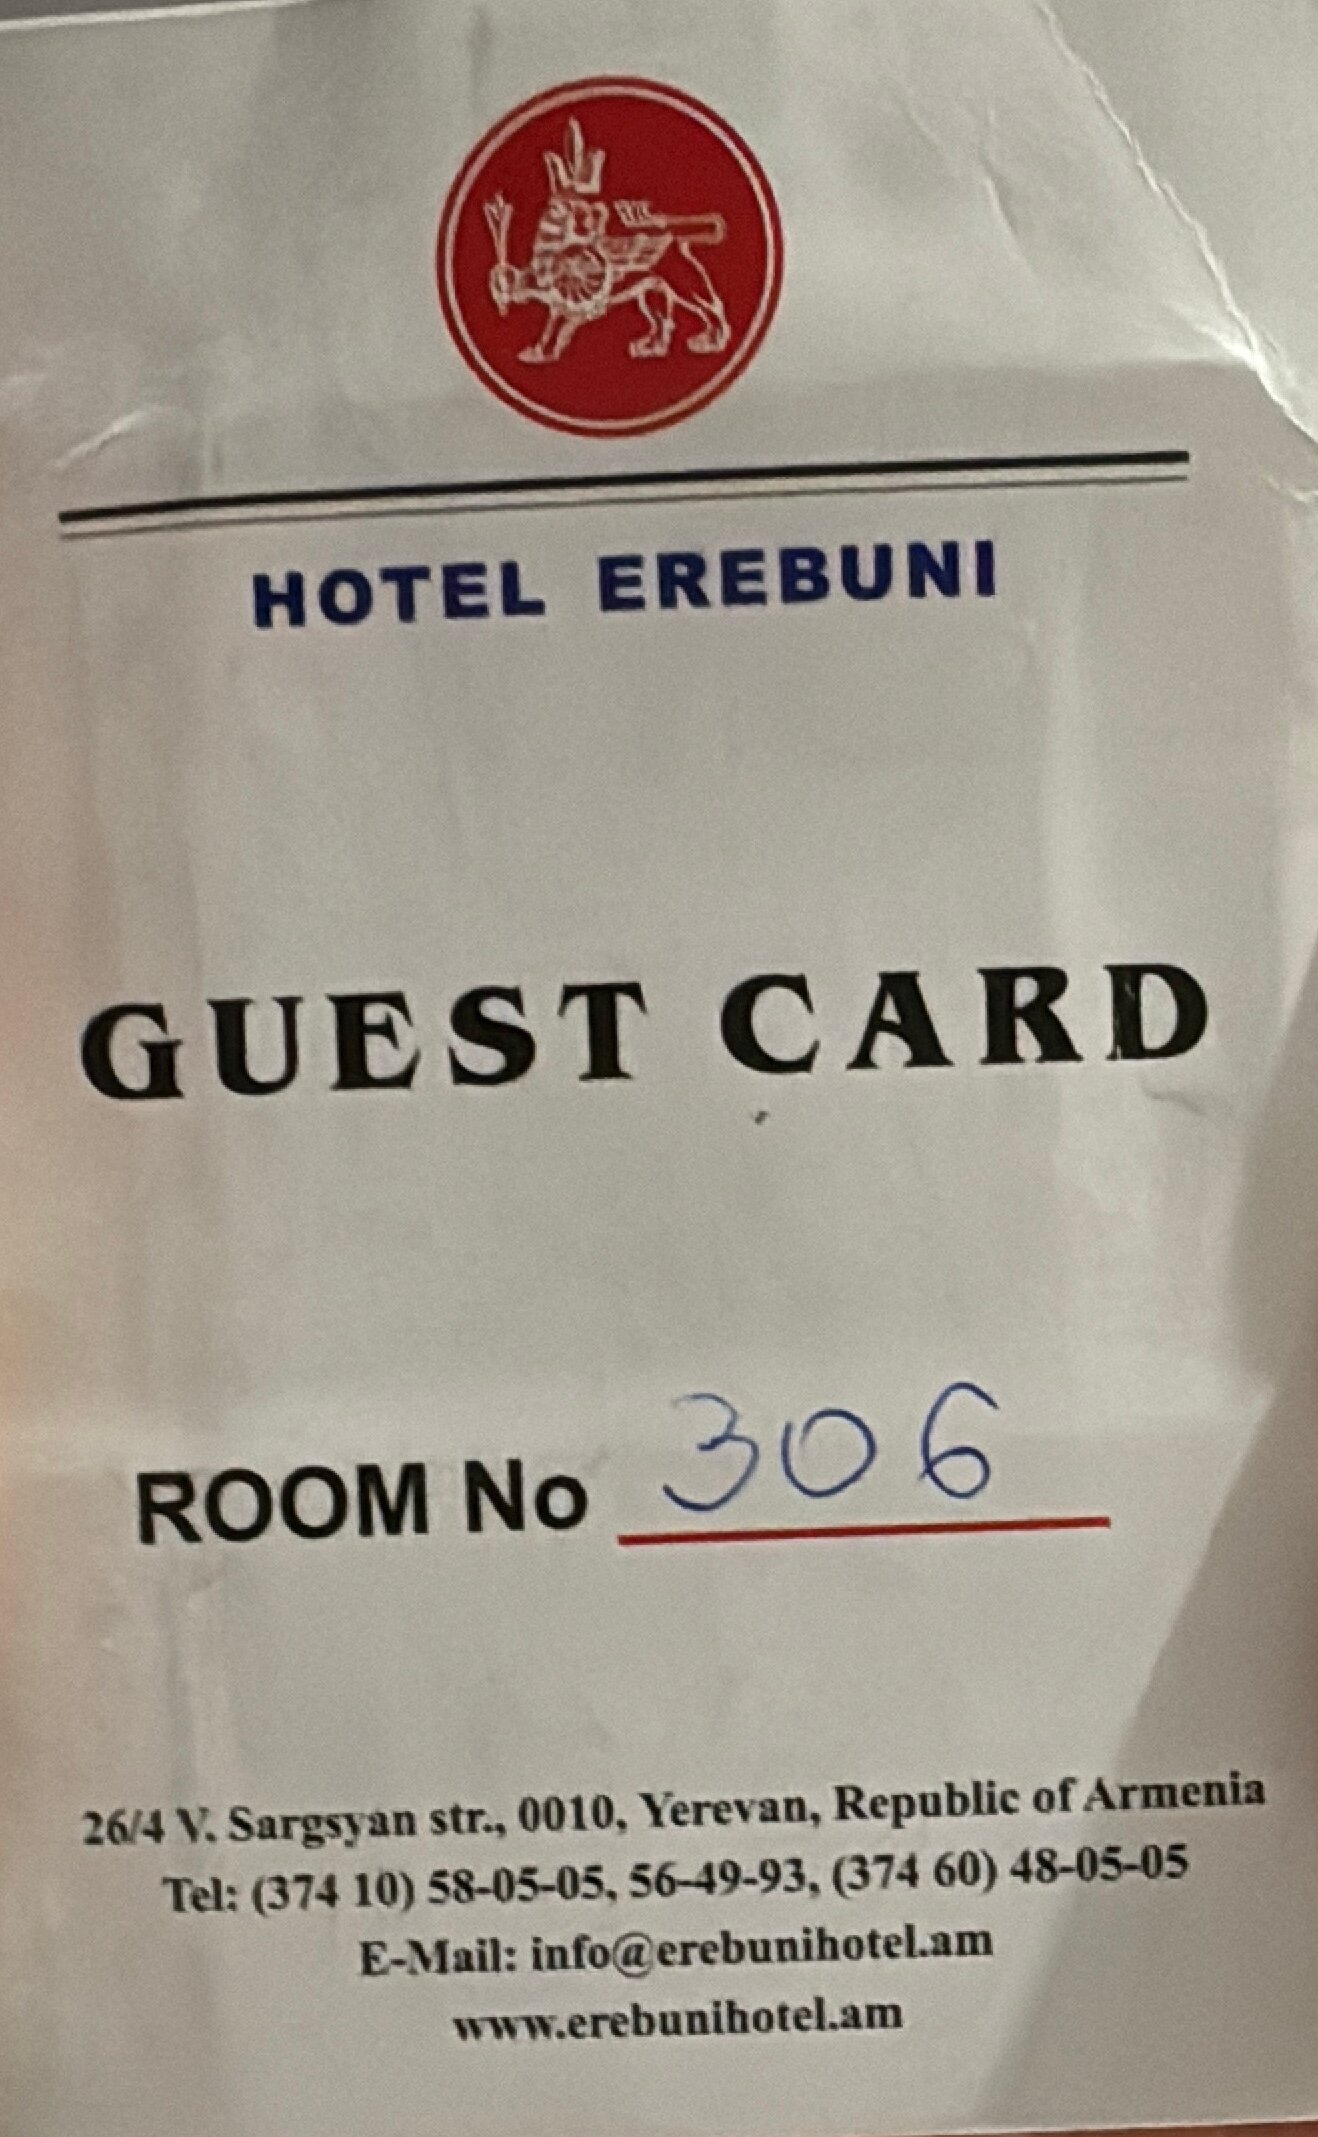 HOTEL EREBUNI
GUEST CARD
ROOM No 306
26/4 V. Sargsyan str., 0010, Yerevan, Republic of Armenia
Tel: (374 10) 58-05-05, 56-49-93, (374 60) 48-05-05
E-Mail: info@erebunihotel.am
www.erebunihotel.am